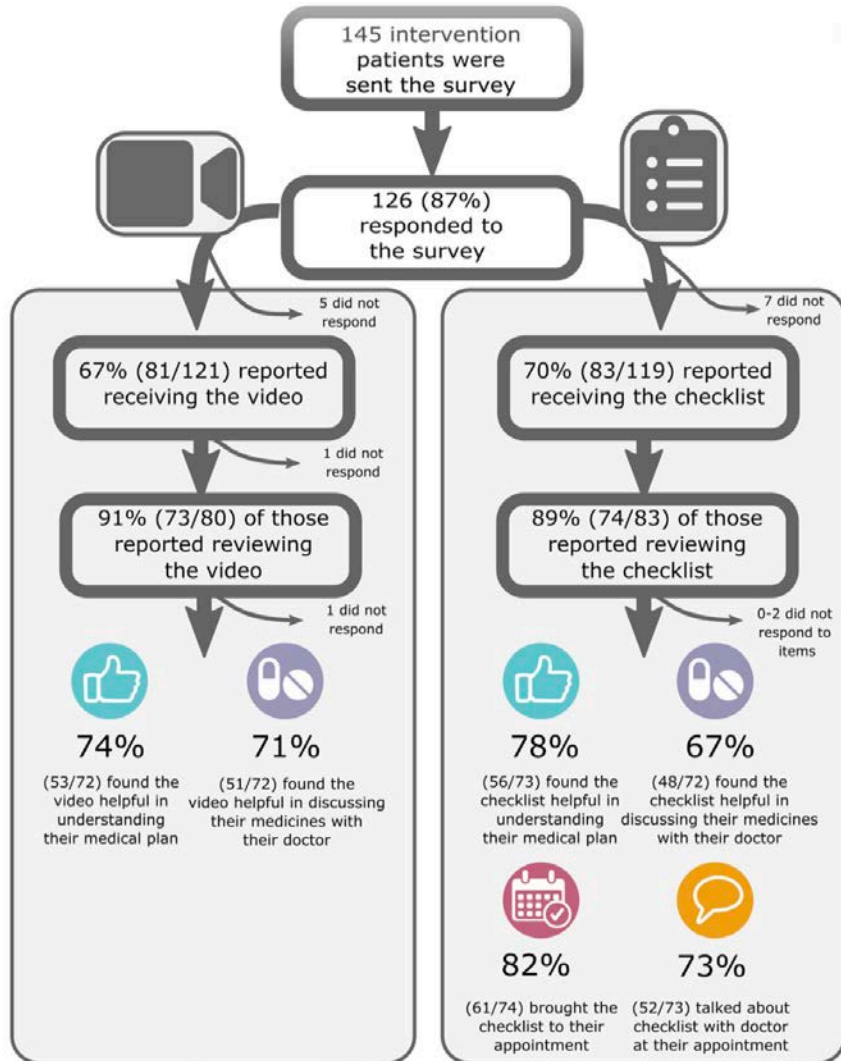 145 intervention
patients were
sent the survey
126 (87%)
responded to
the survey
5 did not
respond
67% (81/121) reported
receiving the video
1 did not
respond
91% (73/80) of those
reported reviewing
the video
1 did not
respond
74%
(53/72) found the
video helpful in
understanding
their medical plan
71%
(51/72) found the
video helpful in discussing
their medicines with
their doctor
7 did not
respond
70% (83/119) reported
receiving the checklist
89% (74/83) of those
reported reviewing
the checklist
0-2 did not
respond to
items
78%
(56/73) found the
checklist helpful in
understanding
their medical plan
67%
(48/72) found the
checklist helpful in
discussing their medicines
with their doctor
82%
(61/74) brought the
checklist to their
appointment
73%
(52/73) talked about
checklist with doctor
at their appointment